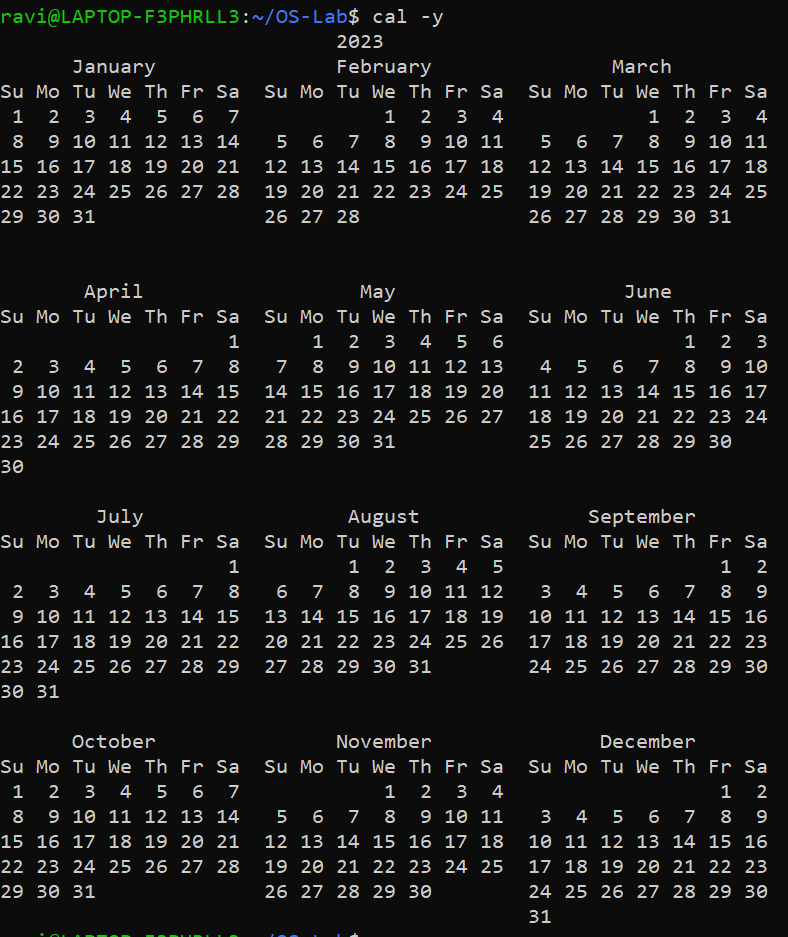 ravi@LAPTOP-F3PHRLL3:~/OS-Lab$ cal -y
                            2023
      January               February               March
Su Mo Tu We Th Fr Sa  Su Mo Tu We Th Fr Sa  Su Mo Tu We Th Fr Sa
 1  2  3  4  5  6  7            1  2  3  4            1  2  3  4
 8  9 10 11 12 13 14   5  6  7  8  9 10 11   5  6  7  8  9 10 11
15 16 17 18 19 20 21  12 13 14 15 16 17 18  12 13 14 15 16 17 18
22 23 24 25 26 27 28  19 20 21 22 23 24 25  19 20 21 22 23 24 25
29 30 31              26 27 28              26 27 28 29 30 31

       April                  May                   June
Su Mo Tu We Th Fr Sa  Su Mo Tu We Th Fr Sa  Su Mo Tu We Th Fr Sa
                   1      1  2  3  4  5  6               1  2  3
 2  3  4  5  6  7  8   7  8  9 10 11 12 13   4  5  6  7  8  9 10
 9 10 11 12 13 14 15  14 15 16 17 18 19 20  11 12 13 14 15 16 17
16 17 18 19 20 21 22  21 22 23 24 25 26 27  18 19 20 21 22 23 24
23 24 25 26 27 28 29  28 29 30 31           25 26 27 28 29 30
30

        July                 August              September
Su Mo Tu We Th Fr Sa  Su Mo Tu We Th Fr Sa  Su Mo Tu We Th Fr Sa
                   1         1  2  3  4  5                  1  2
 2  3  4  5  6  7  8   6  7  8  9 10 11 12   3  4  5  6  7  8  9
 9 10 11 12 13 14 15  13 14 15 16 17 18 19  10 11 12 13 14 15 16
16 17 18 19 20 21 22  20 21 22 23 24 25 26  17 18 19 20 21 22 23
23 24 25 26 27 28 29  27 28 29 30 31        24 25 26 27 28 29 30
30 31

      October               November              December
Su Mo Tu We Th Fr Sa  Su Mo Tu We Th Fr Sa  Su Mo Tu We Th Fr Sa
 1  2  3  4  5  6  7            1  2  3  4                  1  2
 8  9 10 11 12 13 14   5  6  7  8  9 10 11   3  4  5  6  7  8  9
15 16 17 18 19 20 21  12 13 14 15 16 17 18  10 11 12 13 14 15 16
22 23 24 25 26 27 28  19 20 21 22 23 24 25  17 18 19 20 21 22 23
29 30 31              26 27 28 29 30        24 25 26 27 28 29 30
                                            31